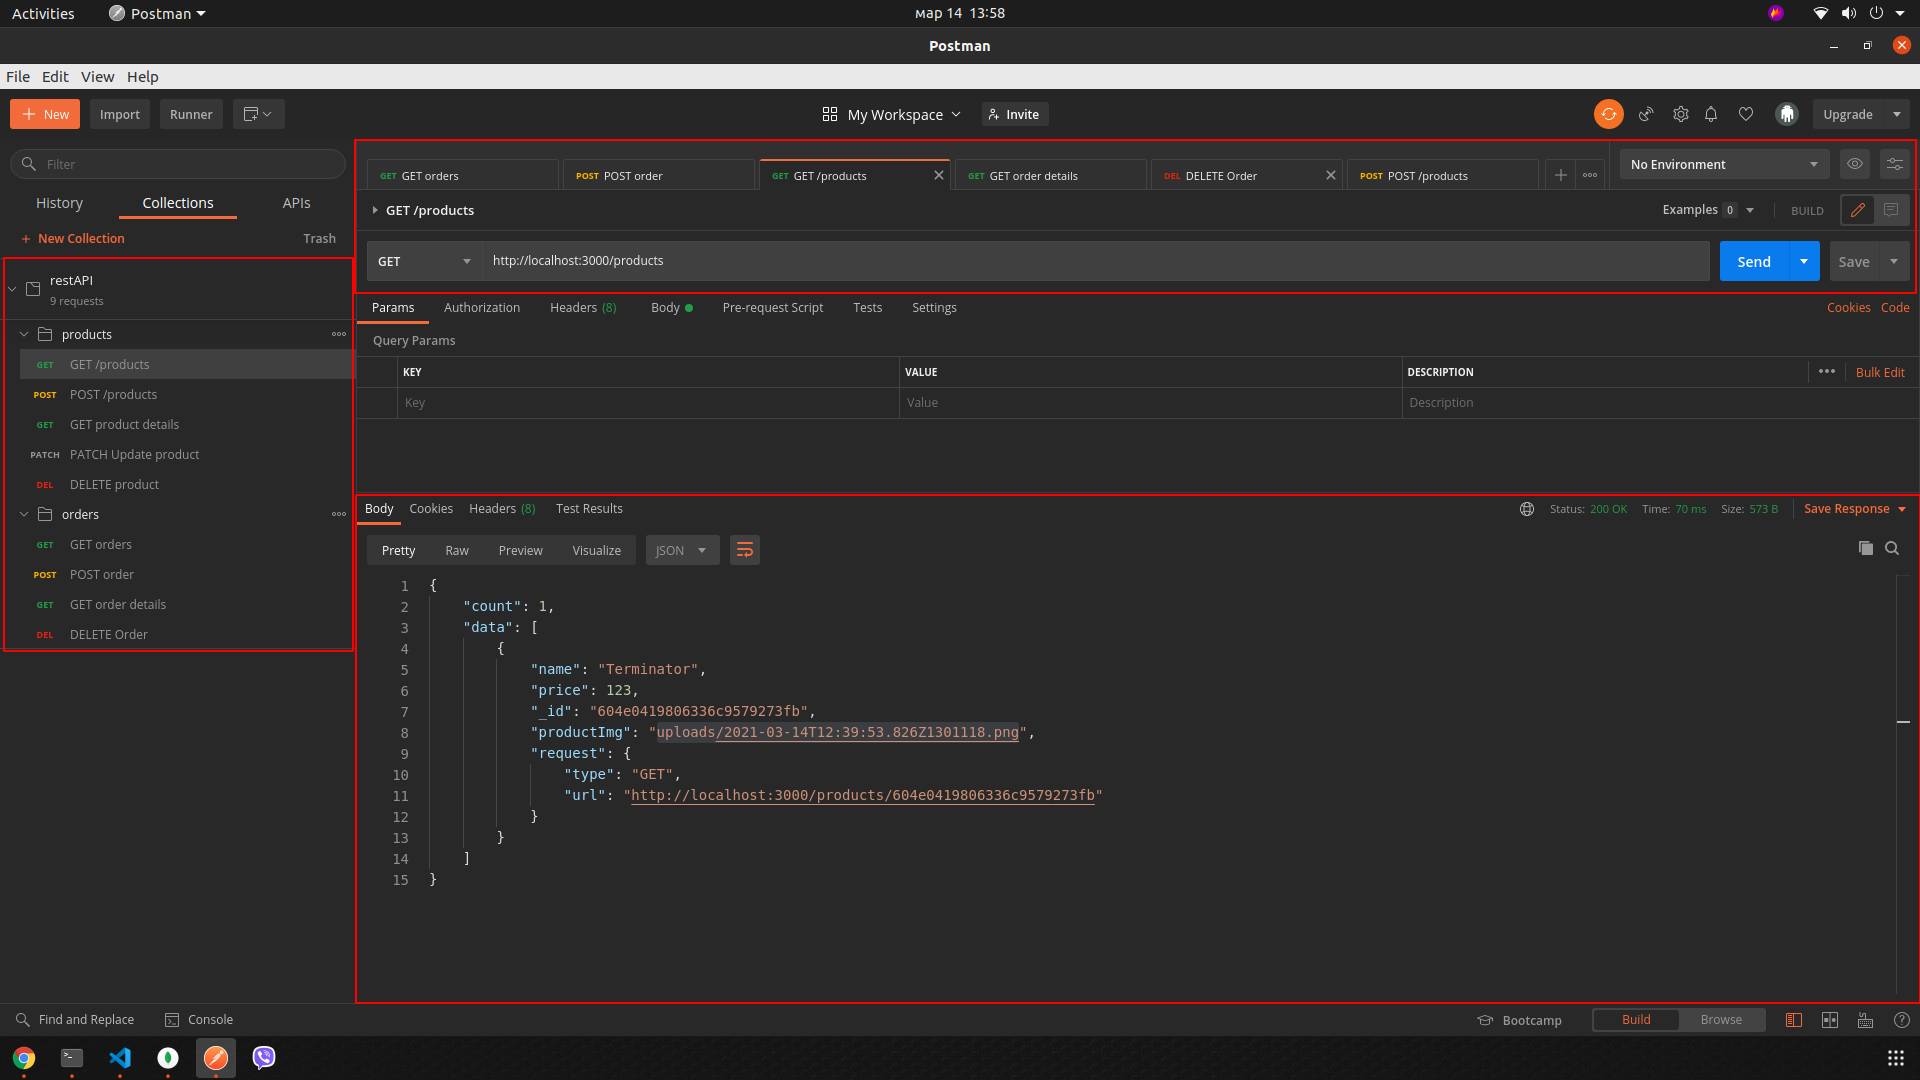 Activities Postman мар 14 13:58
Postman
File Edit View Help
New Import Runner My Workspace Invite Upgrade
Filter
History Collections APIs
New Collection Trash
restAPI
9 requests
products
GET GET /products
POST POST /products
GET GET product details
PATCH PATCH Update product
DEL DELETE product
orders
GET GET orders
POST POST order
GET GET order details
DEL DELETE Order
GET GET orders POST POST order GET GET /products GET GET order details DEL DELETE Order POST POST /products No Environment
GET /products Examples 0 BUILD
GET http://localhost:3000/products Send Save
Params Authorization Headers (8) Body Pre-request Script Tests Settings Cookies Code
Query Params
KEY VALUE DESCRIPTION Bulk Edit
Key Value Description
Body Cookies Headers (8) Test Results Status: 200 OK Time: 70 ms Size: 573 B Save Response
Pretty Raw Preview Visualize JSON
1 {
2 "count": 1,
3 "data": [
4 {
5 "name": "Terminator",
6 "price": 123,
7 "_id": "604e0419806336c9579273fb",
8 "productImg": "uploads/2021-03-14T12:39:53.826Z1301118.png",
9 "request": {
10 "type": "GET",
11 "url": "http://localhost:3000/products/604e0419806336c9579273fb"
12 }
13 }
14 ]
15 }
Find and Replace Console Bootcamp Build Browse